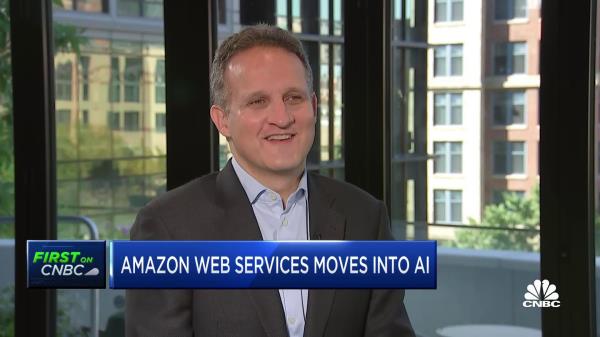 FIRST ON
CNBC
AMAZON WEB SERVICES MOVES INTO AI
CNBC